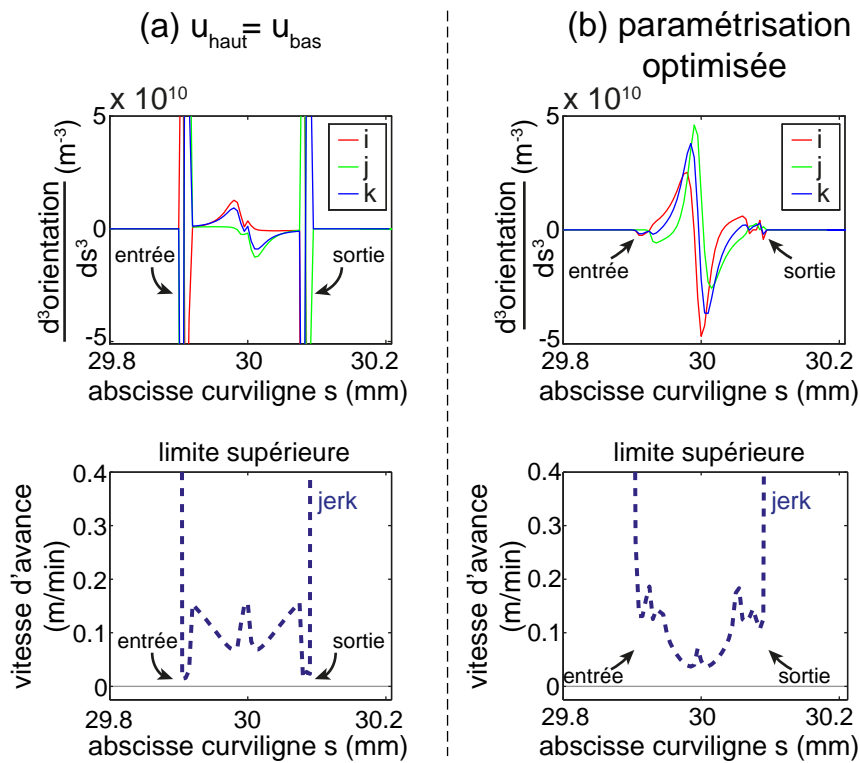 (a) u_haut = u_bas
(b) paramétrisation
optimisée
x 10^10
5
0
-5
d³orientation
ds³
(m⁻³)
i
j
k
entrée
sortie
29.8
30
30.2
abscisse curviligne s (mm)
x 10^10
5
0
-5
d³orientation
ds³
(m⁻³)
i
j
k
entrée
sortie
29.8
30
30.2
abscisse curviligne s (mm)
limite supérieure
0.4
0.3
0.2
0.1
0
vitesse d'avance
(m/min)
jerk
entrée
sortie
29.8
30
30.2
abscisse curviligne s (mm)
limite supérieure
0.4
0.3
0.2
0.1
0
vitesse d'avance
(m/min)
jerk
entrée
sortie
29.8
30
30.2
abscisse curviligne s (mm)